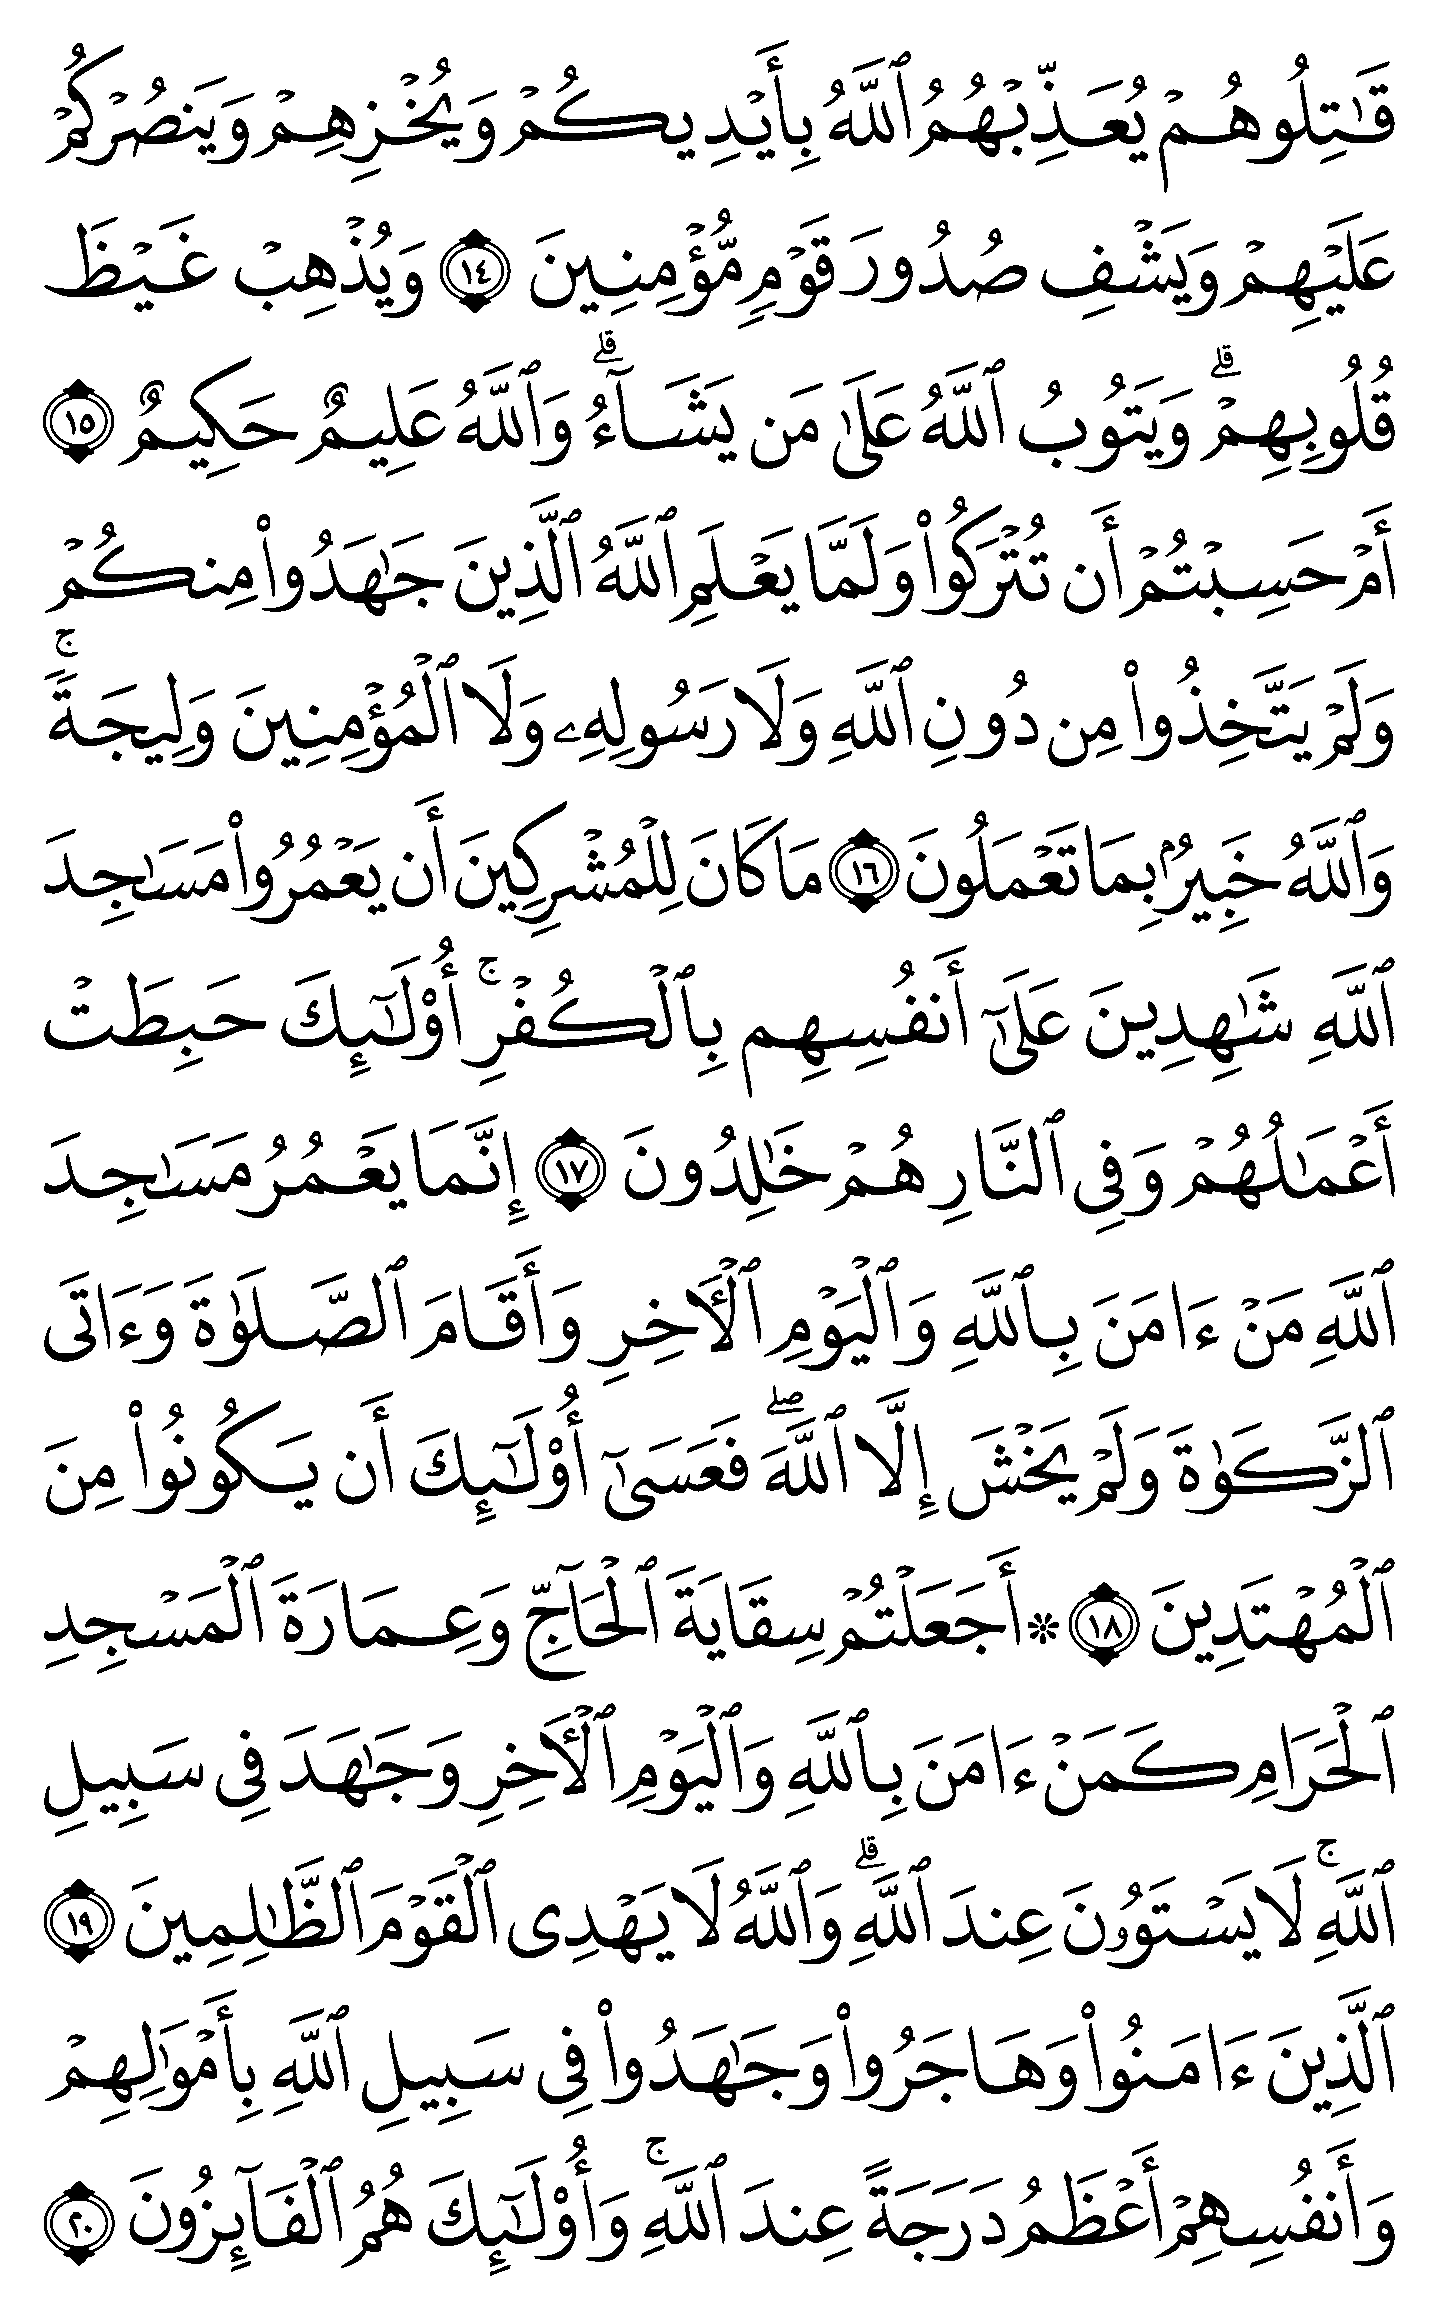 قَٰتِلُوهُمۡ يُعَذِّبۡهُمُ ٱللَّهُ بِأَيۡدِيكُمۡ وَيُخۡزِهِمۡ وَيَنصُرۡكُمۡ
عَلَيۡهِمۡ وَيَشۡفِ صُدُورَ قَوۡمٖ مُّؤۡمِنِينَ ١٤ وَيُذۡهِبۡ غَيۡظَ
قُلُوبِهِمۡۗ وَيَتُوبُ ٱللَّهُ عَلَىٰ مَن يَشَآءُۗ وَٱللَّهُ عَلِيمٌ حَكِيمٌ ١٥
أَمۡ حَسِبۡتُمۡ أَن تُتۡرَكُواْ وَلَمَّا يَعۡلَمِ ٱللَّهُ ٱلَّذِينَ جَٰهَدُواْ مِنكُمۡ
وَلَمۡ يَتَّخِذُواْ مِن دُونِ ٱللَّهِ وَلَا رَسُولِهِۦ وَلَا ٱلۡمُؤۡمِنِينَ وَلِيجَةٗۚ
وَٱللَّهُ خَبِيرُۢ بِمَا تَعۡمَلُونَ ١٦ مَا كَانَ لِلۡمُشۡرِكِينَ أَن يَعۡمُرُواْ مَسَٰجِدَ
ٱللَّهِ شَٰهِدِينَ عَلَىٰٓ أَنفُسِهِم بِٱلۡكُفۡرِۚ أُوْلَٰٓئِكَ حَبِطَتۡ
أَعۡمَٰلُهُمۡ وَفِي ٱلنَّارِ هُمۡ خَٰلِدُونَ ١٧ إِنَّمَا يَعۡمُرُ مَسَٰجِدَ
ٱللَّهِ مَنۡ ءَامَنَ بِٱللَّهِ وَٱلۡيَوۡمِ ٱلۡأٓخِرِ وَأَقَامَ ٱلصَّلَوٰةَ وَءَاتَى
ٱلزَّكَوٰةَ وَلَمۡ يَخۡشَ إِلَّا ٱللَّهَۖ فَعَسَىٰٓ أُوْلَٰٓئِكَ أَن يَكُونُواْ مِنَ
ٱلۡمُهۡتَدِينَ ١٨ ۞ أَجَعَلۡتُمۡ سِقَايَةَ ٱلۡحَآجِّ وَعِمَارَةَ ٱلۡمَسۡجِدِ
ٱلۡحَرَامِ كَمَنۡ ءَامَنَ بِٱللَّهِ وَٱلۡيَوۡمِ ٱلۡأٓخِرِ وَجَٰهَدَ فِي سَبِيلِ
ٱللَّهِۚ لَا يَسۡتَوُۥنَ عِندَ ٱللَّهِۗ وَٱللَّهُ لَا يَهۡدِي ٱلۡقَوۡمَ ٱلظَّٰلِمِينَ ١٩
ٱلَّذِينَ ءَامَنُواْ وَهَاجَرُواْ وَجَٰهَدُواْ فِي سَبِيلِ ٱللَّهِ بِأَمۡوَٰلِهِمۡ
وَأَنفُسِهِمۡ أَعۡظَمُ دَرَجَةً عِندَ ٱللَّهِۚ وَأُوْلَٰٓئِكَ هُمُ ٱلۡفَآئِزُونَ ٢٠